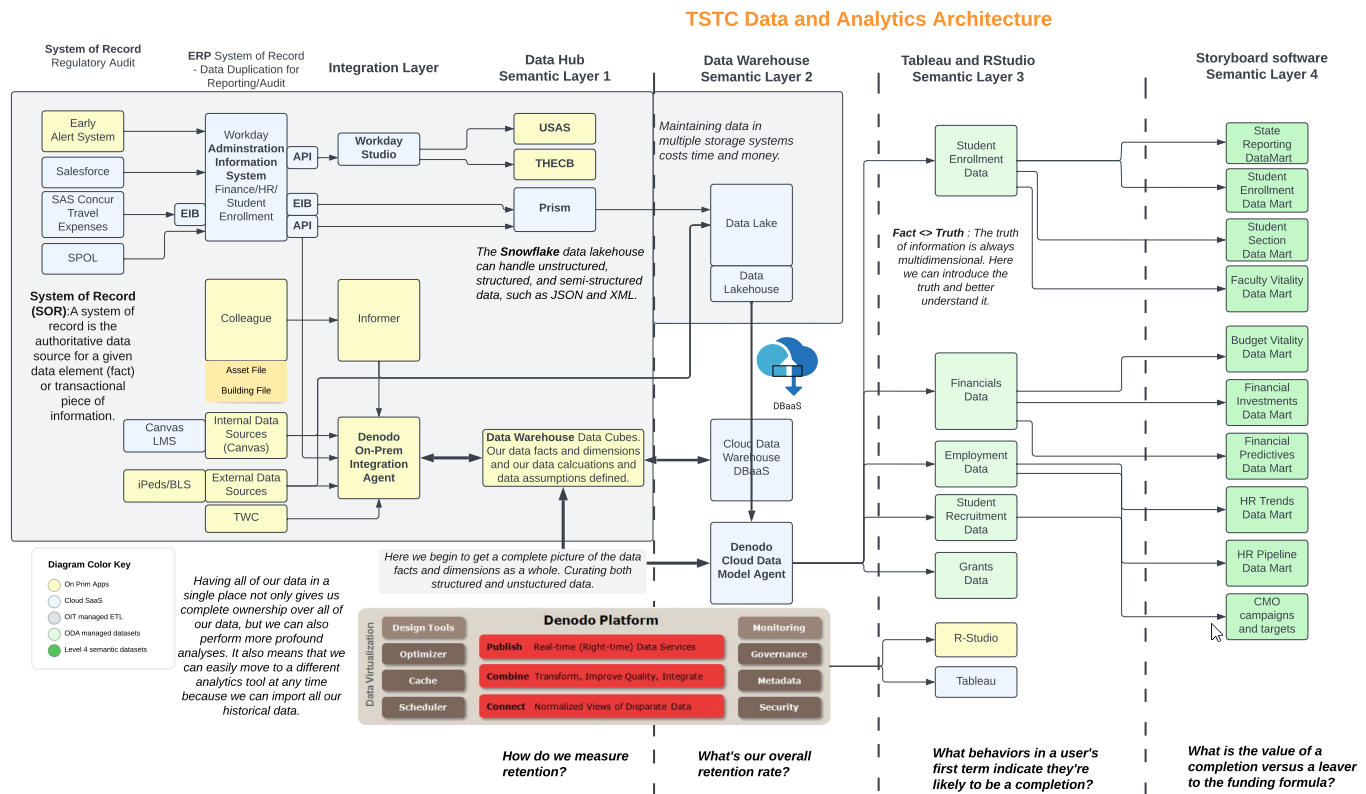 TSTC Data and Analytics Architecture
System of Record
Regulatory Audit
ERP System of Record
- Data Duplication for
Reporting/Audit
Integration Layer
Data Hub
Semantic Layer 1
Data Warehouse
Semantic Layer 2
Tableau and RStudio
Semantic Layer 3
Storyboard software
Semantic Layer 4
Early
Alert System
Salesforce
SAS Concur
Travel
Expenses
SPOL
EIB
Workday
Adminstration
Information
System
Finance/HR/
Student
Enrollment
API
EIB
API
Workday
Studio
USAS
THECB
Prism
The Snowflake data lakehouse
can handle unstructured,
structured, and semi-structured
data, such as JSON and XML.
Maintaining data in
multiple storage systems
costs time and money.
Data Lake
Data
Lakehouse
System of Record
(SOR):A system of
record is the
authoritative data
source for a given
data element (fact)
or transactional
piece of
information.
Colleague
Asset File
Building File
Informer
Canvas
LMS
Internal Data
Sources
(Canvas)
iPeds/BLS
External Data
Sources
TWC
Denodo
On-Prem
Integration
Agent
Data Warehouse Data Cubes.
Our data facts and dimensions
and our data calcuations and
data assumptions defined.
DBaaS
Cloud Data
Warehouse
DBaaS
Denodo
Cloud Data
Model Agent
Here we begin to get a complete picture of the data
facts and dimensions as a whole. Curating both
structured and unstuctured data.
Student
Enrollment
Data
Fact <> Truth : The truth
of information is always
multidimensional. Here
we can introduce the
truth and better
understand it.
Financials
Data
Employment
Data
Student
Recruitment
Data
Grants
Data
R-Studio
Tableau
State
Reporting
DataMart
Student
Enrollment
Data Mart
Student
Section
Data Mart
Faculty Vitality
Data Mart
Budget Vitality
Data Mart
Financial
Investments
Data Mart
Financial
Predictives
Data Mart
HR Trends
Data Mart
HR Pipeline
Data Mart
CMO
campaigns
and targets
Diagram Color Key
On Prim Apps
Cloud SaaS
OIT managed ETL
ODA managed datasets
Level 4 semantic datasets
Having all of our data in a
single place not only gives us
complete ownership over all of
our data, but we can also
perform more profound
analyses. It also means that we
can easily move to a different
analytics tool at any time
because we can import all our
historical data.
Denodo Platform
Data Virtualization
Design Tools
Optimizer
Cache
Scheduler
Publish Real-time (Right-time) Data Services
Combine Transform, Improve Quality, Integrate
Connect Normalized Views of Disparate Data
Monitoring
Governance
Metadata
Security
How do we measure
retention?
What's our overall
retention rate?
What behaviors in a user's
first term indicate they're
likely to be a completion?
What is the value of a
completion versus a leaver
to the funding formula?